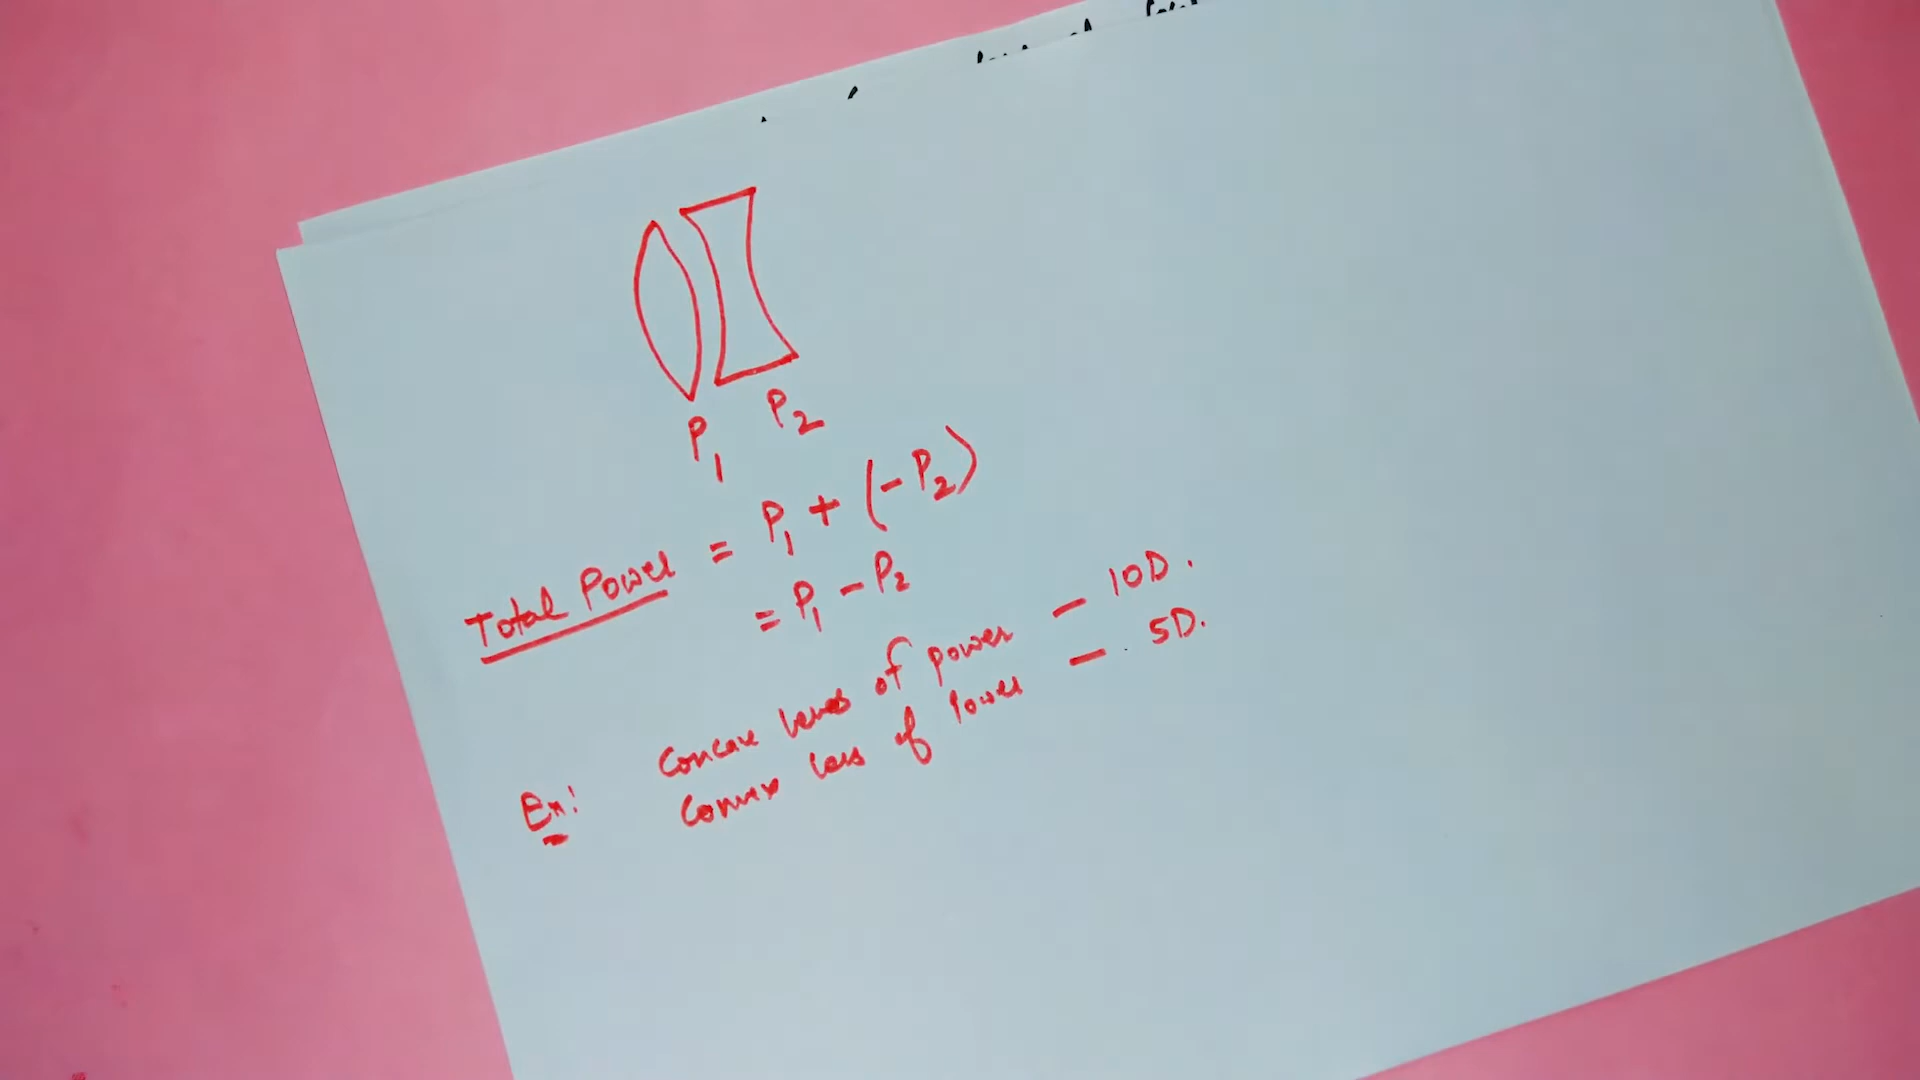 P1 P2
Total Power = P1 + (-P2)
= P1 - P2
Ex: Concave lens of power - 10D.
Convex lens of power - 5D.